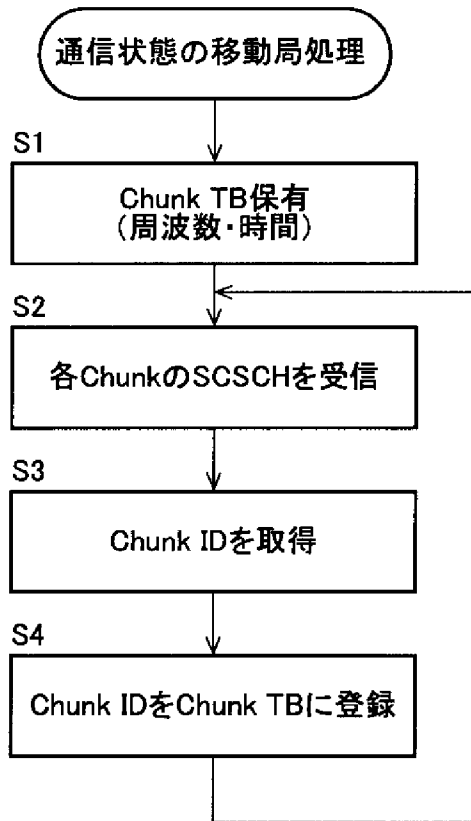 通信状態の移動局処理
S1
Chunk TB保有
(周波数・時間)
S2
各ChunkのSCSCHを受信
S3
Chunk IDを取得
S4
Chunk IDをChunk TBに登録